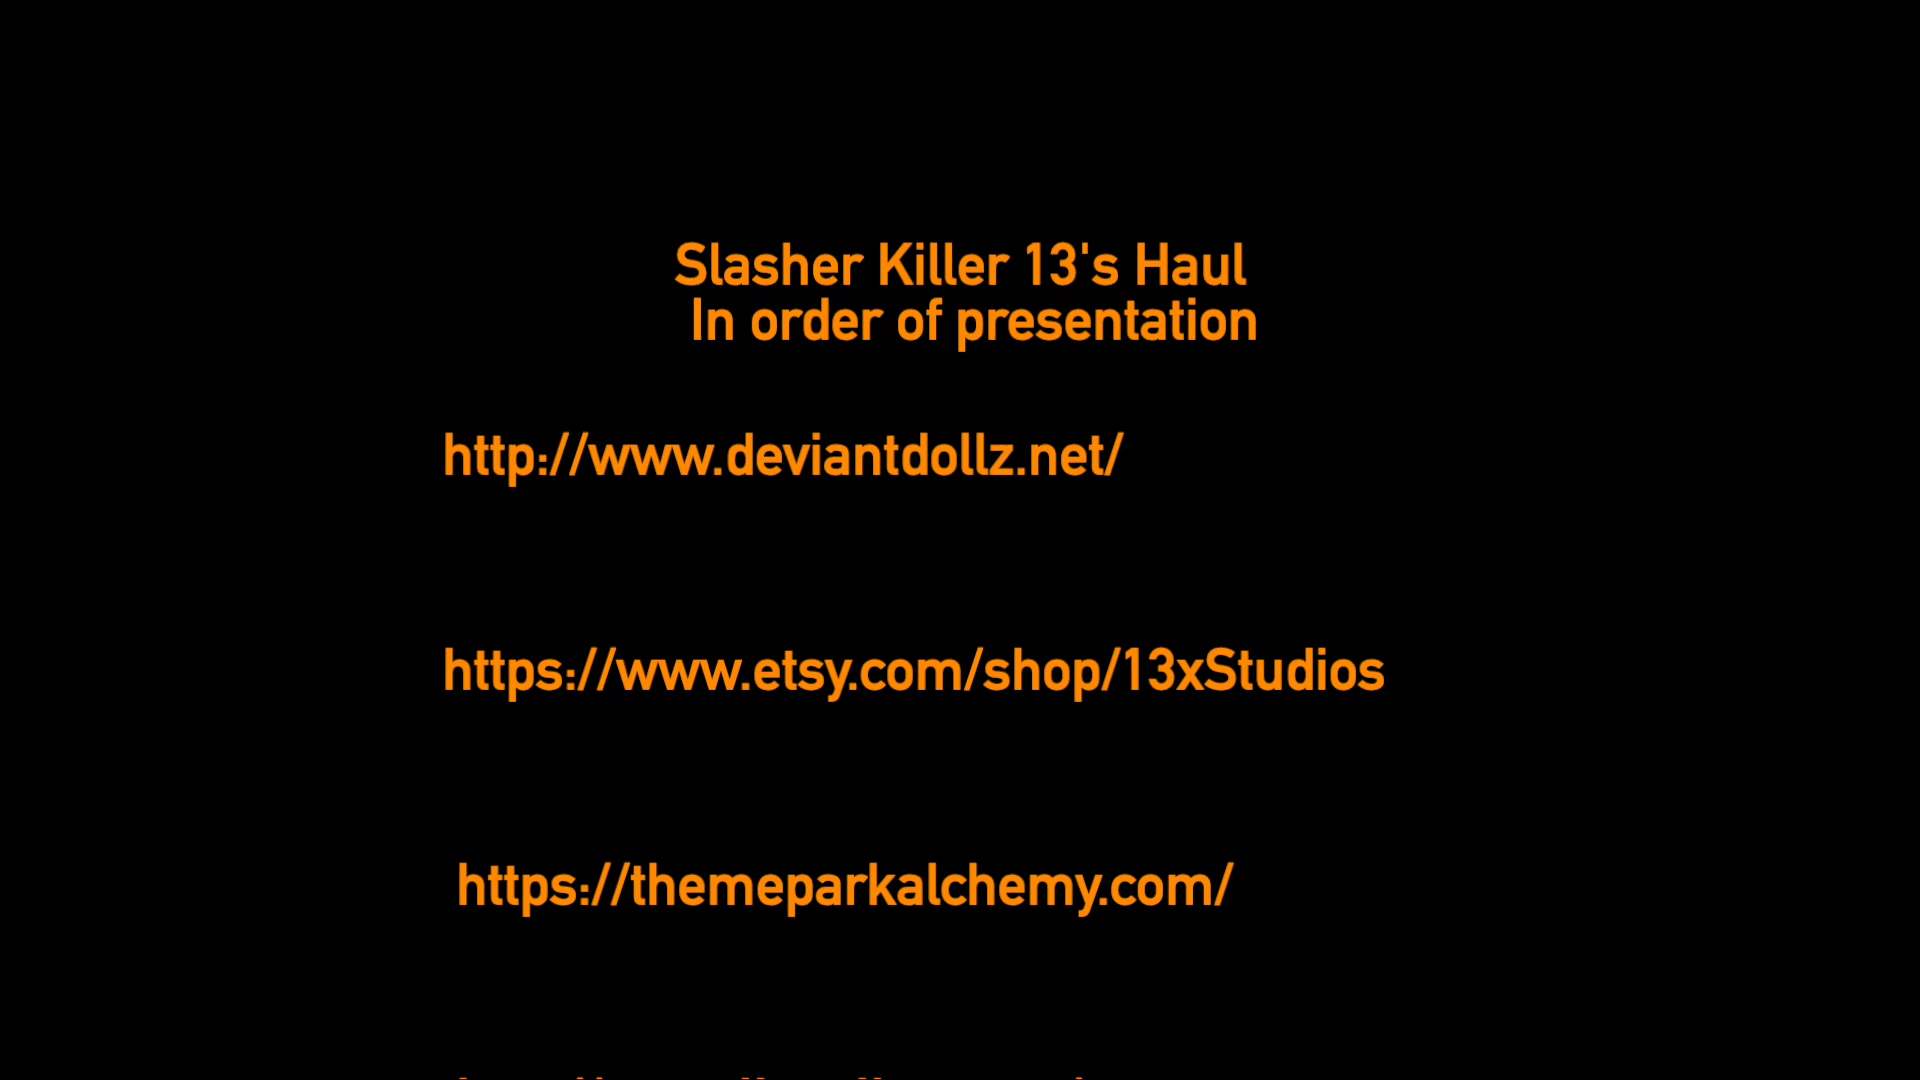 Slasher Killer 13's Haul
In order of presentation
http://www.deviantdollz.net/
https://www.etsy.com/shop/13xStudios
https://themeparkalchemy.com/